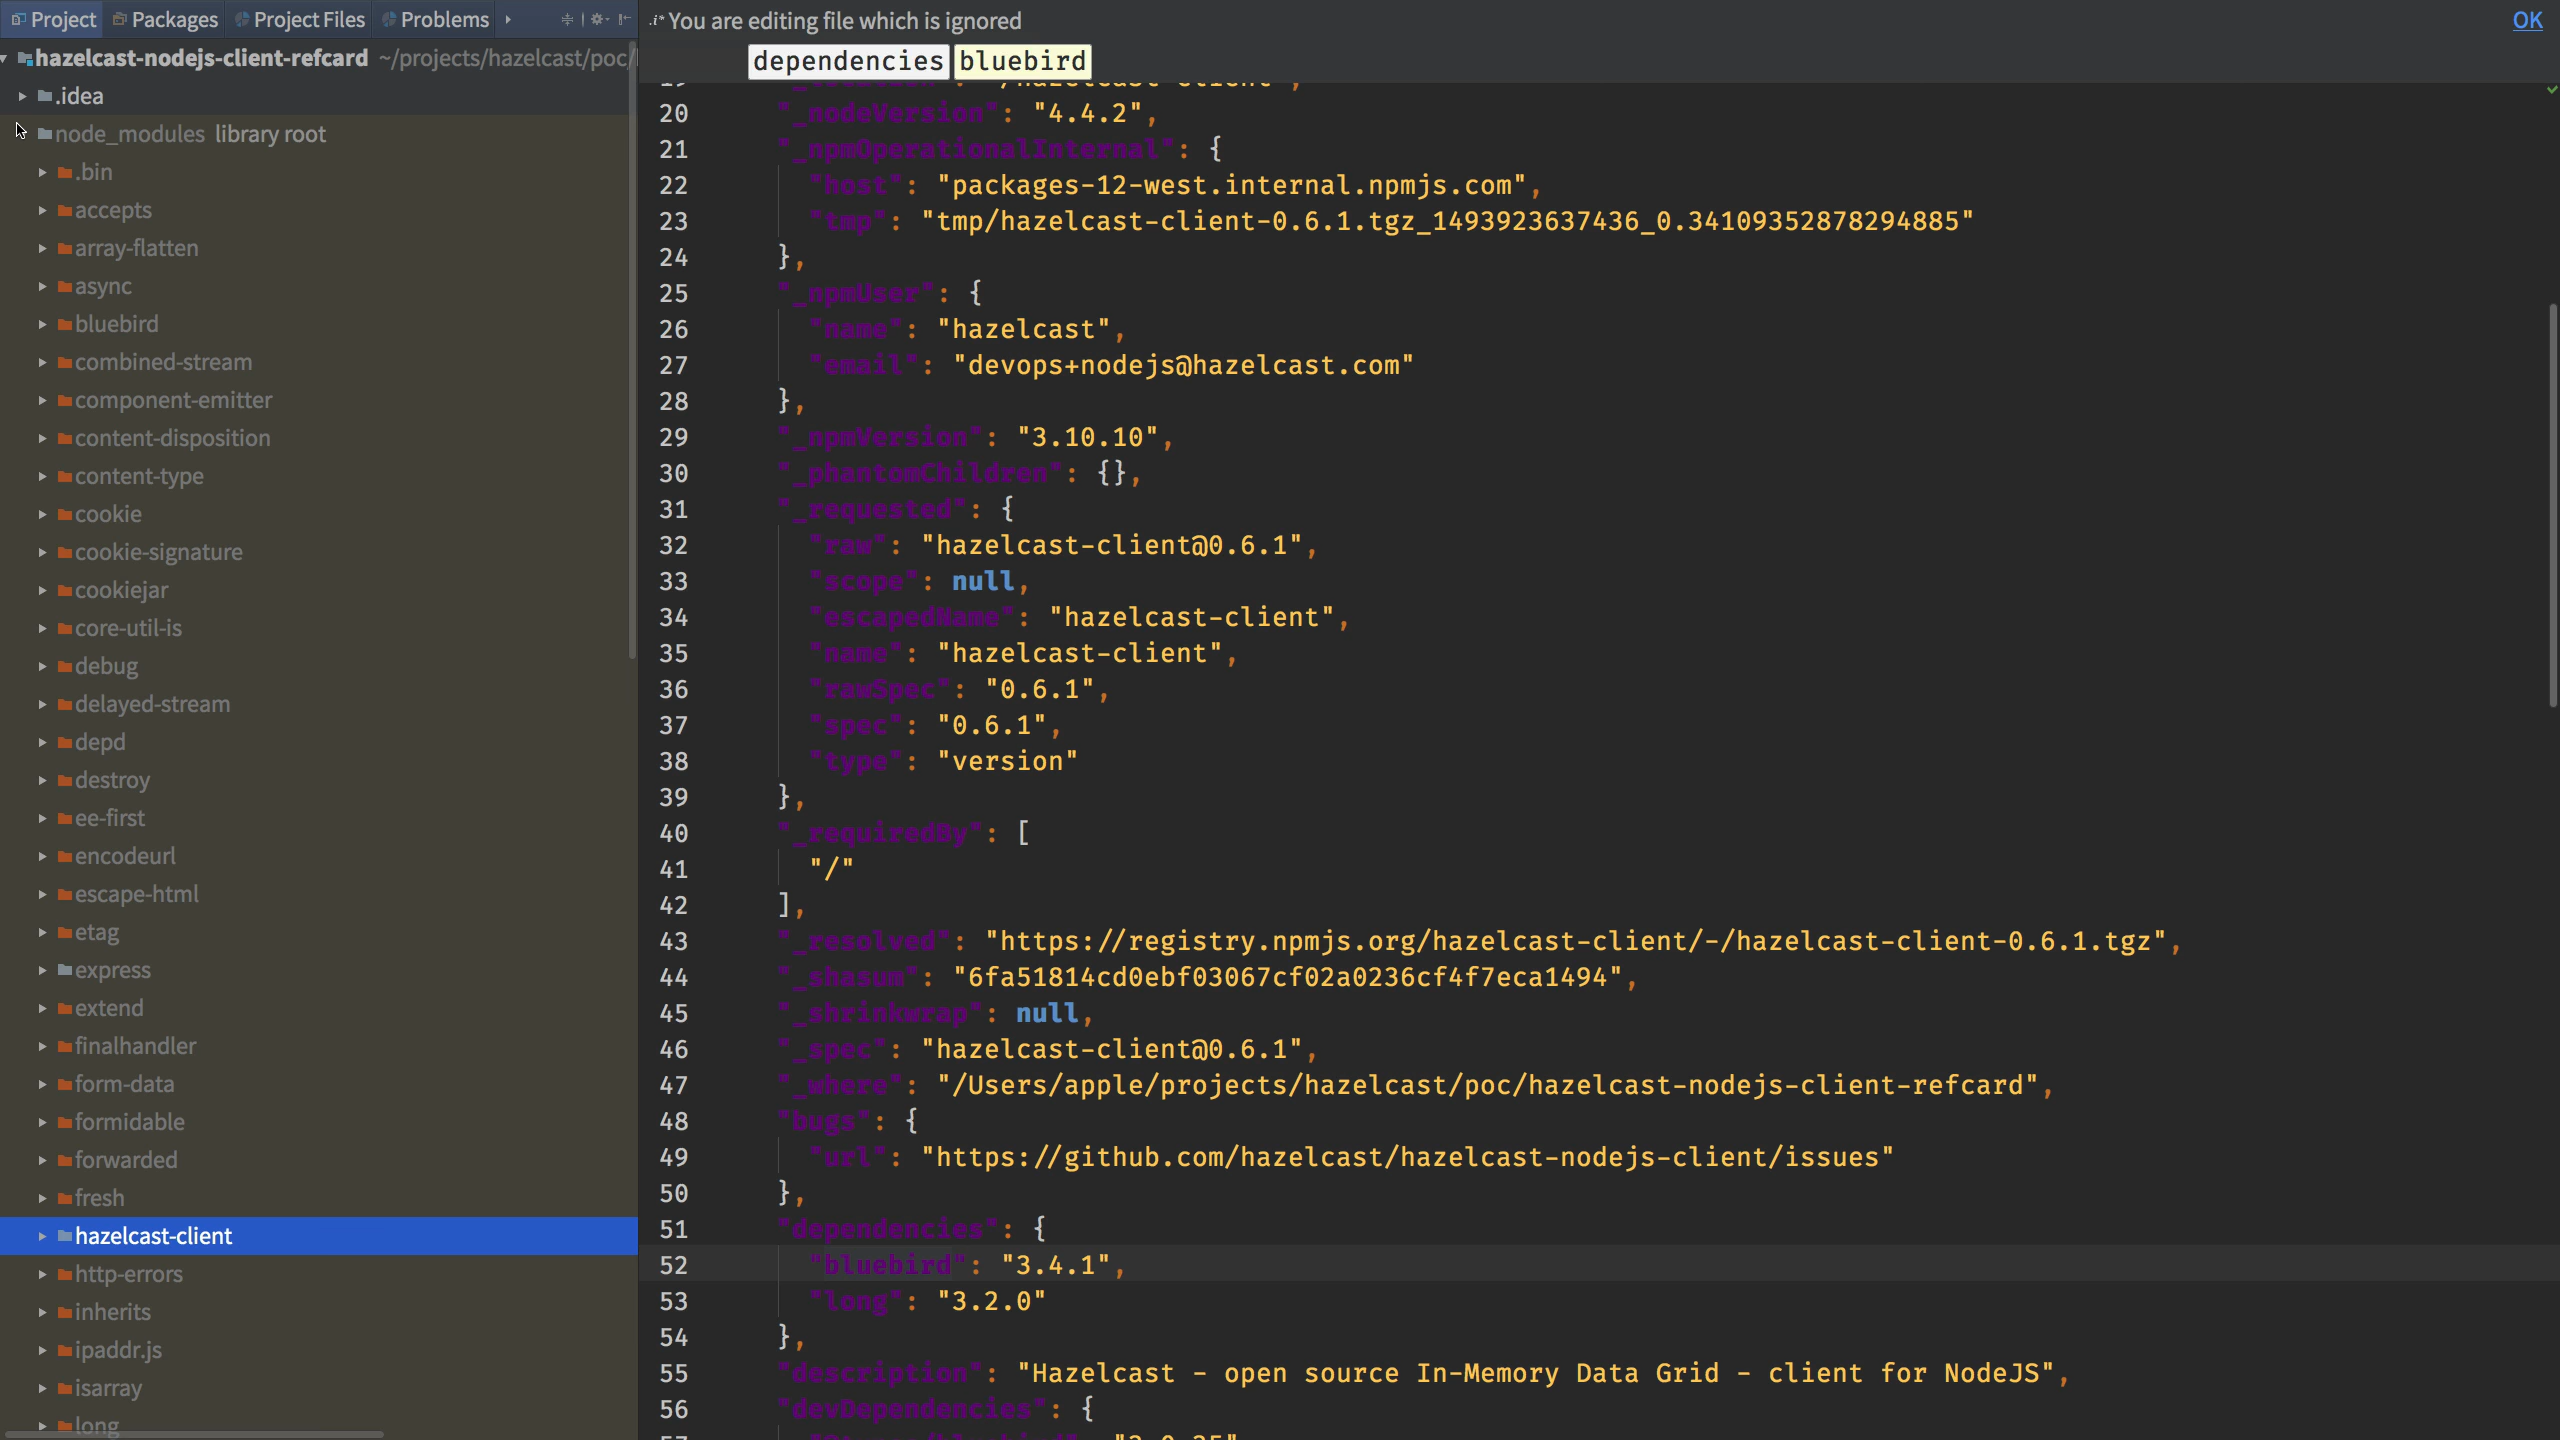 Project Packages Project Files Problems
hazelcast-nodejs-client-refcard ~/projects/hazelcast/poc/
.idea
node_modules library root
.bin
accepts
array-flatten
async
bluebird
combined-stream
component-emitter
content-disposition
content-type
cookie
cookie-signature
cookiejar
core-util-is
debug
delayed-stream
depd
destroy
ee-first
encodeurl
escape-html
etag
express
extend
finalhandler
form-data
formidable
forwarded
fresh
hazelcast-client
http-errors
inherits
ipaddr.js
isarray
long
.i* You are editing file which is ignored OK
dependencies bluebird
20 "_nodeVersion": "4.4.2",
21 "_npmOperationalInternal": {
22 "host": "packages-12-west.internal.npmjs.com",
23 "tmp": "tmp/hazelcast-client-0.6.1.tgz_1493923637436_0.34109352878294885"
24 },
25 "_npmUser": {
26 "name": "hazelcast",
27 "email": "devops+nodejs@hazelcast.com"
28 },
29 "_npmVersion": "3.10.10",
30 "_phantomChildren": {},
31 "_requested": {
32 "raw": "hazelcast-client@0.6.1",
33 "scope": null,
34 "escapedName": "hazelcast-client",
35 "name": "hazelcast-client",
36 "rawSpec": "0.6.1",
37 "spec": "0.6.1",
38 "type": "version"
39 },
40 "_requiredBy": [
41 "/"
42 ],
43 "_resolved": "https://registry.npmjs.org/hazelcast-client/-/hazelcast-client-0.6.1.tgz",
44 "_shasum": "6fa51814cd0ebf03067cf02a0236cf4f7eca1494",
45 "_shrinkwrap": null,
46 "_spec": "hazelcast-client@0.6.1",
47 "_where": "/Users/apple/projects/hazelcast/poc/hazelcast-nodejs-client-refcard",
48 "bugs": {
49 "url": "https://github.com/hazelcast/hazelcast-nodejs-client/issues"
50 },
51 "dependencies": {
52 "bluebird": "3.4.1",
53 "long": "3.2.0"
54 },
55 "description": "Hazelcast - open source In-Memory Data Grid - client for NodeJS",
56 "devDependencies": {